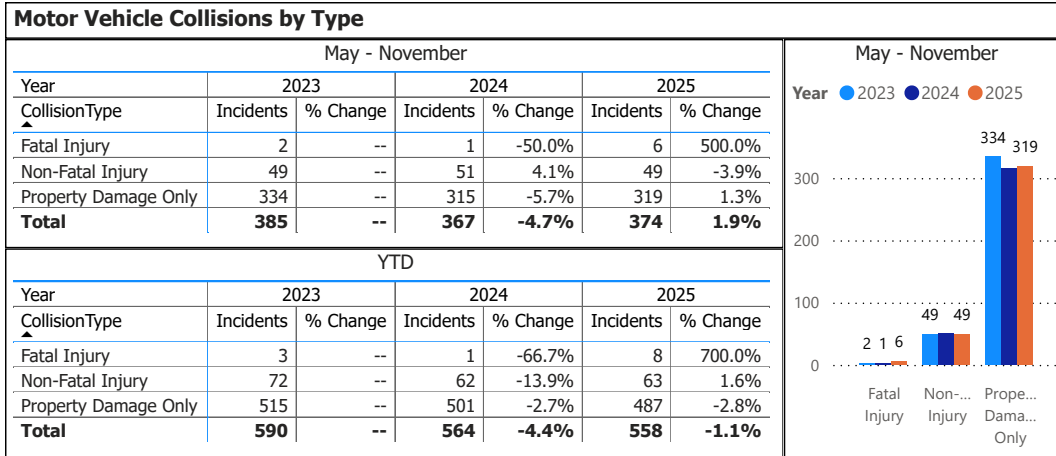 Motor Vehicle Collisions by Type
May - November
Year 2023 2024 2025
CollisionType Incidents % Change Incidents % Change Incidents % Change
Fatal Injury 2 -- 1 -50.0% 6 500.0%
Non-Fatal Injury 49 -- 51 4.1% 49 -3.9%
Property Damage Only 334 -- 315 -5.7% 319 1.3%
Total 385 -- 367 -4.7% 374 1.9%
YTD
Year 2023 2024 2025
CollisionType Incidents % Change Incidents % Change Incidents % Change
Fatal Injury 3 -- 1 -66.7% 8 700.0%
Non-Fatal Injury 72 -- 62 -13.9% 63 1.6%
Property Damage Only 515 -- 501 -2.7% 487 -2.8%
Total 590 -- 564 -4.4% 558 -1.1%
May - November
Year 2023 2024 2025
334 319
300
200
100
49 49
2 1 6
0
Fatal Non-... Prope...
Injury Injury Dama...
Only